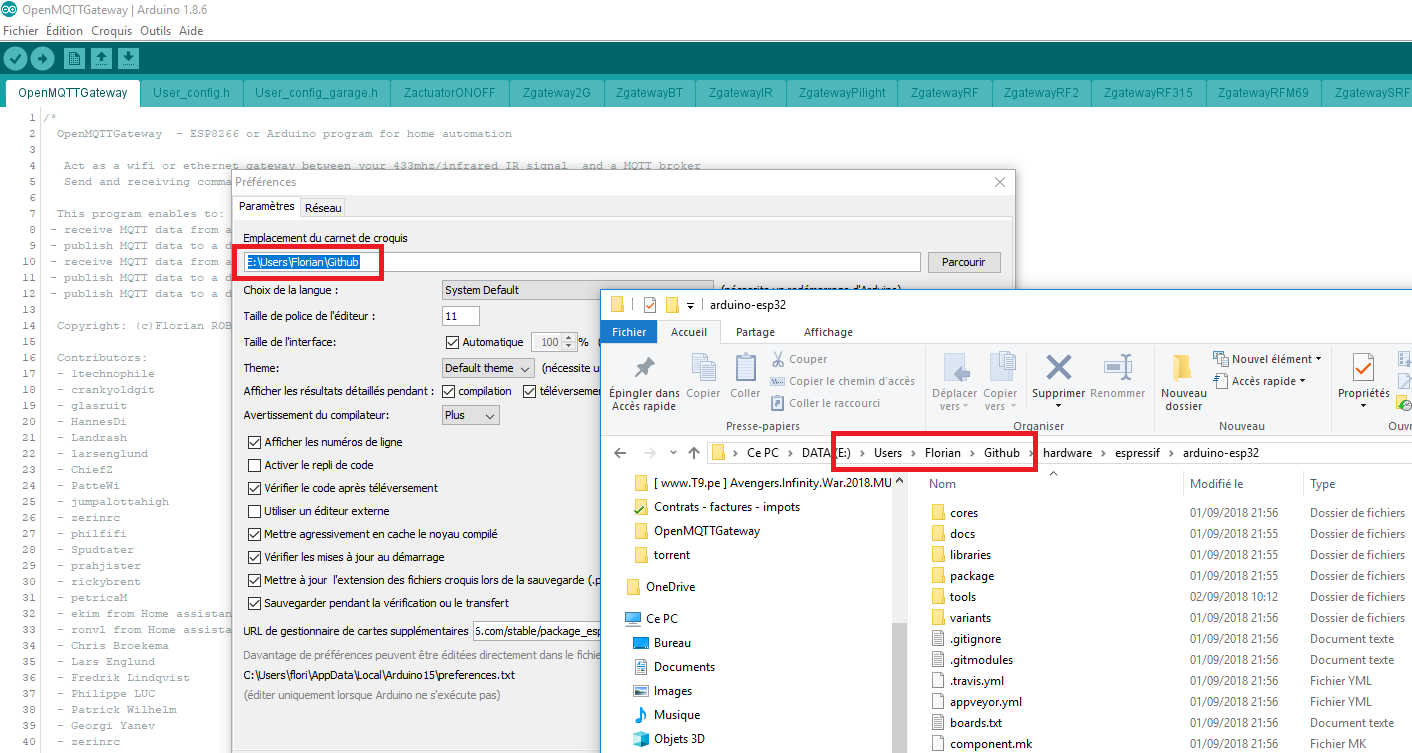 OpenMQTTGateway | Arduino 1.8.6
Fichier Édition Croquis Outils Aide
OpenMQTTGateway User_config.h User_config_garage.h ZactuatorONOFF Zgateway2G ZgatewayBT ZgatewayIR ZgatewayPilight ZgatewayRF ZgatewayRF2 ZgatewayRF315 ZgatewayRFM69 ZgatewaySRF
1 /*
2 OpenMQTTGateway - ESP8266 or Arduino program for home automation
3
4 Act as a wifi or ethernet gateway between your 433mhz/infrared IR signal and a MQTT broker
5 Send and receiving comma
6
7 This program enables to:
8 - receive MQTT data from a
9 - publish MQTT data to a d
10 - receive MQTT data from a
11 - publish MQTT data to a d
12 - publish MQTT data to a d
13
14 Copyright: (c)Florian ROB
15
16 Contributors:
17 - 1technophile
18 - crankyoldgit
19 - glasruit
20 - HannesDi
21 - Landrash
22 - larsenglund
23 - ChiefZ
24 - PatteWi
25 - jumpalottahigh
26 - zerinrc
27 - philfifi
28 - Spudtater
29 - prahjister
30 - rickybrent
31 - petricaM
32 - ekim from Home assistan
33 - ronvl from Home assista
34 - Chris Broekema
35 - Lars Englund
36 - Fredrik Lindqvist
37 - Philippe LUC
38 - Patrick Wilhelm
39 - Georgi Yanev
40 - zerinrc
Préférences
Paramètres Réseau
Emplacement du carnet de croquis
E:\Users\Florian\Github Parcourir
Choix de la langue : System Default (nécessite un redémarrage d'Arduino)
Taille de police de l'éditeur : 11
Taille de l'interface: Automatique 100 % (
Theme: Default theme (nécessite u
Afficher les résultats détaillés pendant : compilation téléversemen
Avertissement du compilateur: Plus
Afficher les numéros de ligne
Activer le repli de code
Vérifier le code après téléversement
Utiliser un éditeur externe
Mettre agressivement en cache le noyau compilé
Vérifier les mises à jour au démarrage
Mettre à jour l'extension des fichiers croquis lors de la sauvegarde (.p
Sauvegarder pendant la vérification ou le transfert
URL de gestionnaire de cartes supplémentaires 5.com/stable/package_esp
Davantage de préférences peuvent être éditées directement dans le fichie
C:\Users\flori\AppData\Local\Arduino15\preferences.txt
(éditer uniquement lorsque Arduino ne s'exécute pas)
arduino-esp32
Fichier Accueil Partage Affichage
Épingler dans
Accès rapide
Copier
Coller
Couper
Copier le chemin d'accès
Coller le raccourci
Presse-papiers
Déplacer
vers
Copier
vers
Supprimer
Renommer
Organiser
Nouveau
dossier
Nouvel élément
Accès rapide
Nouveau
Propriétés
Ouvr
Ce PC > DATA (E:) > Users > Florian > Github > hardware > espressif > arduino-esp32
[ www.T9.pe ] Avengers.Infinity.War.2018.MU
Contrats - factures - impots
OpenMQTTGateway
torrent
OneDrive
Ce PC
Bureau
Documents
Images
Musique
Objets 3D
Nom Modifié le Type
cores 01/09/2018 21:56 Dossier de fichiers
docs 01/09/2018 21:55 Dossier de fichiers
libraries 01/09/2018 21:55 Dossier de fichiers
package 01/09/2018 21:55 Dossier de fichiers
tools 02/09/2018 10:12 Dossier de fichiers
variants 01/09/2018 21:56 Dossier de fichiers
.gitignore 01/09/2018 21:56 Document texte
.gitmodules 01/09/2018 21:56 Document texte
.travis.yml 01/09/2018 21:56 Fichier YML
appveyor.yml 01/09/2018 21:56 Fichier YML
boards.txt 01/09/2018 21:56 Document texte
component.mk 01/09/2018 21:56 Fichier MK